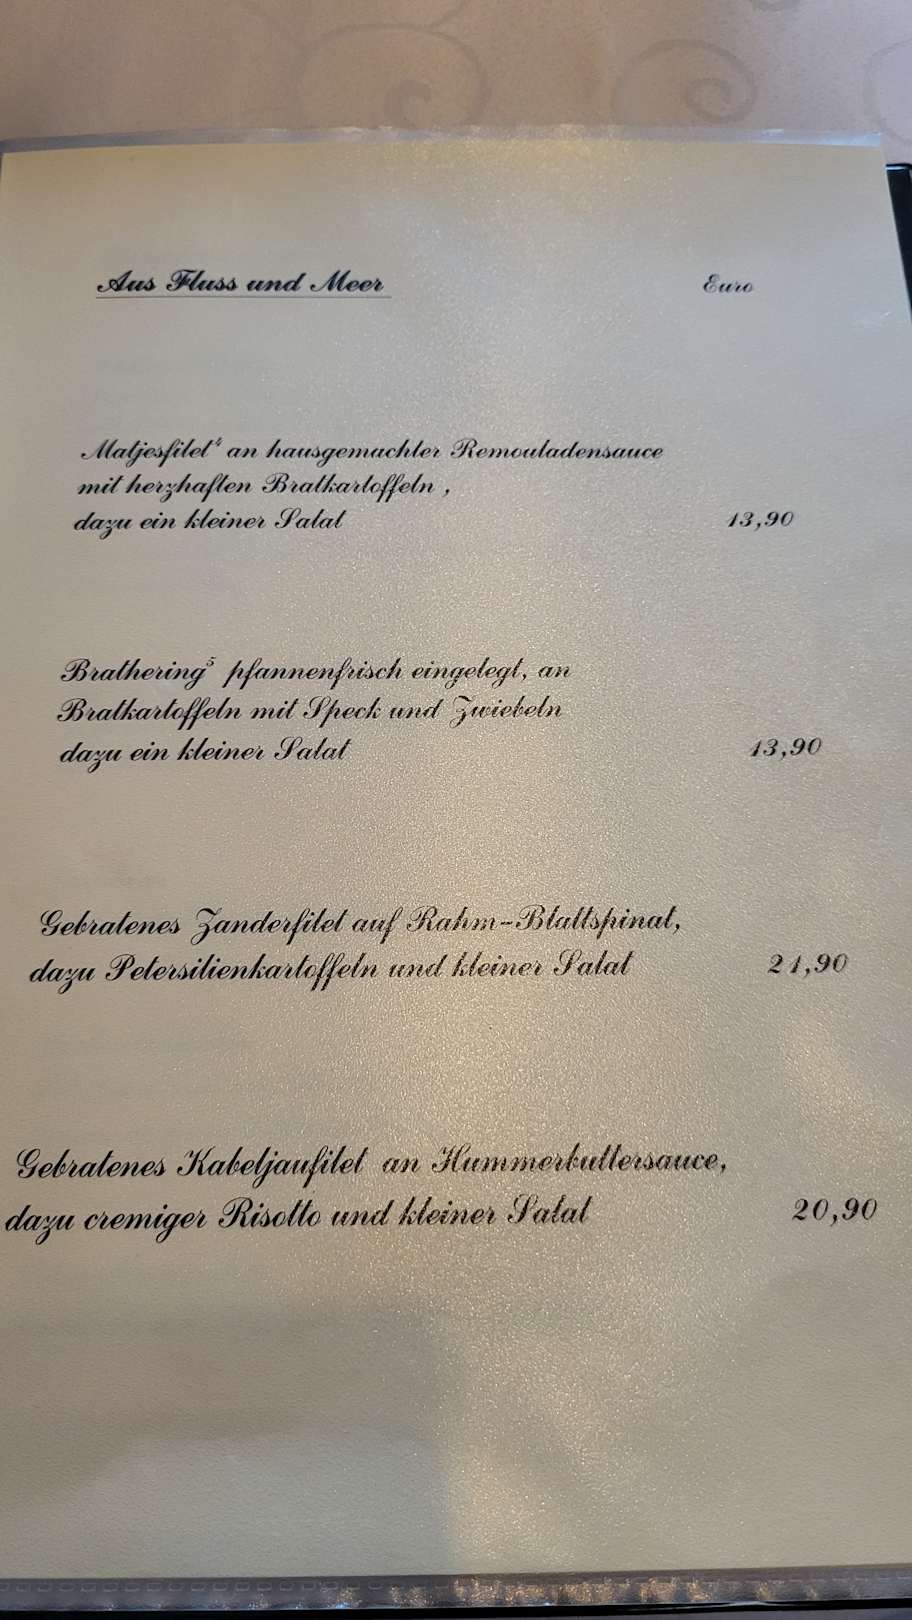 Aus Fluss und Meer Euro
Matjesfilet⁴ an hausgemachter Remouladensauce
mit herzhaften Bratkartoffeln ,
dazu ein kleiner Salat 13,90
Brathering⁵ pfannenfrisch eingelegt, an
Bratkartoffeln mit Speck und Zwiebeln
dazu ein kleiner Salat 13,90
Gebratenes Zanderfilet auf Rahm-Blattspinat,
dazu Petersilienkartoffeln und kleiner Salat 21,90
Gebratenes Kabeljaufilet an Hummerbuttersauce,
dazu cremiger Risotto und kleiner Salat 20,90